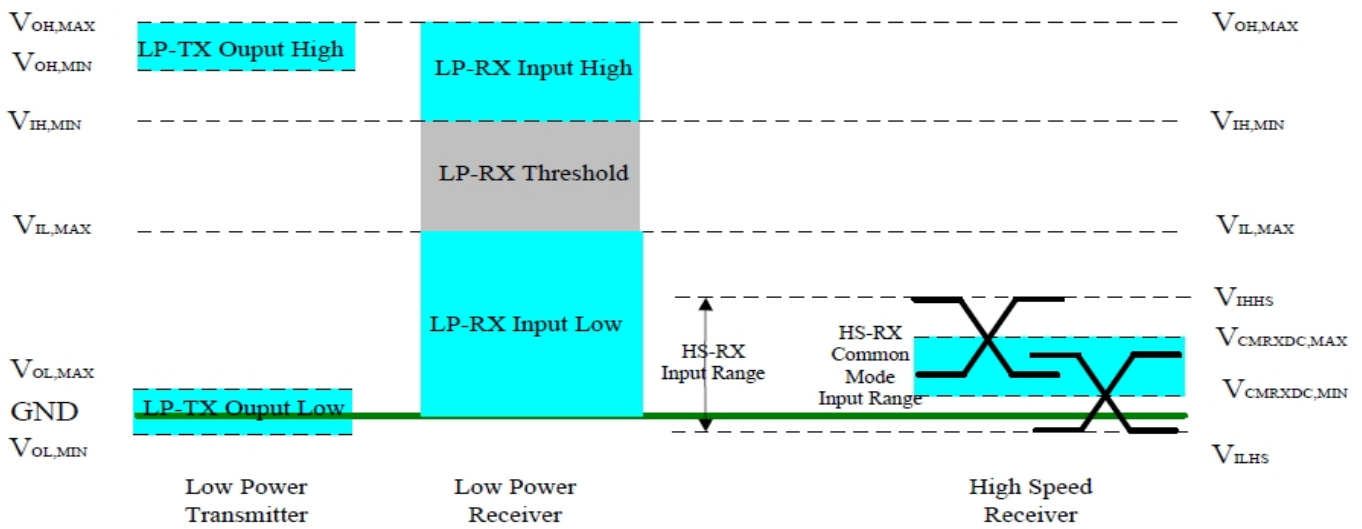 VOH,MAX
LP-TX Ouput High
VOH,MIN
VIH,MIN
VIL,MAX
VOL,MAX
GND
LP-TX Ouput Low
VOL,MIN
LP-RX Input High
LP-RX Threshold
LP-RX Input Low
HS-RX
Input Range
HS-RX
Common
Mode
Input Range
VOH,MAX
VIH,MIN
VIL,MAX
VIHHS
VCMRXDC,MAX
VCMRXDC,MIN
VILHS
Low Power
Transmitter
Low Power
Receiver
High Speed
Receiver